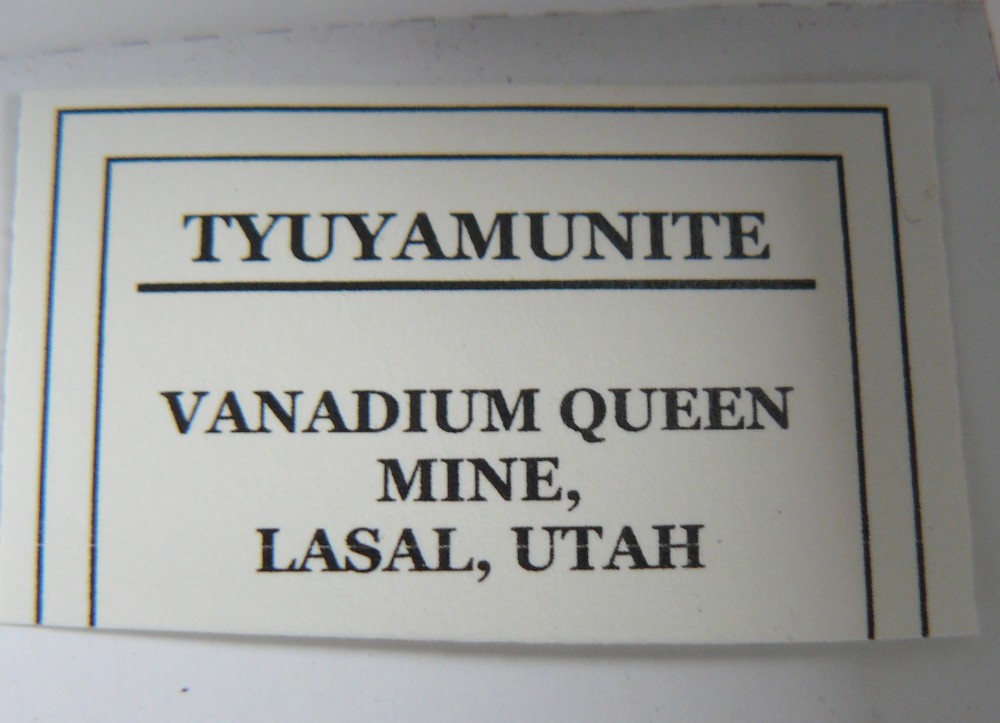 TYUYAMUNITE
VANADIUM QUEEN
MINE,
LASAL, UTAH